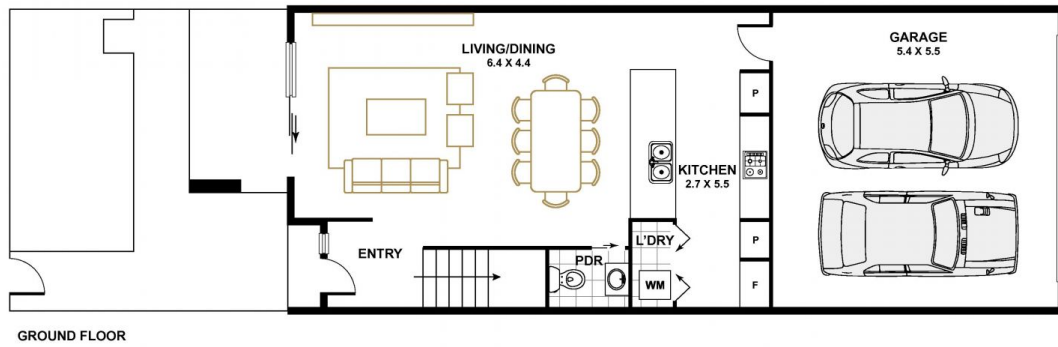 LIVING/DINING
6.4 X 4.4
GARAGE
5.4 X 5.5
P
KITCHEN
2.7 X 5.5
ENTRY
L'DRY
P
PDR
WM
F
GROUND FLOOR